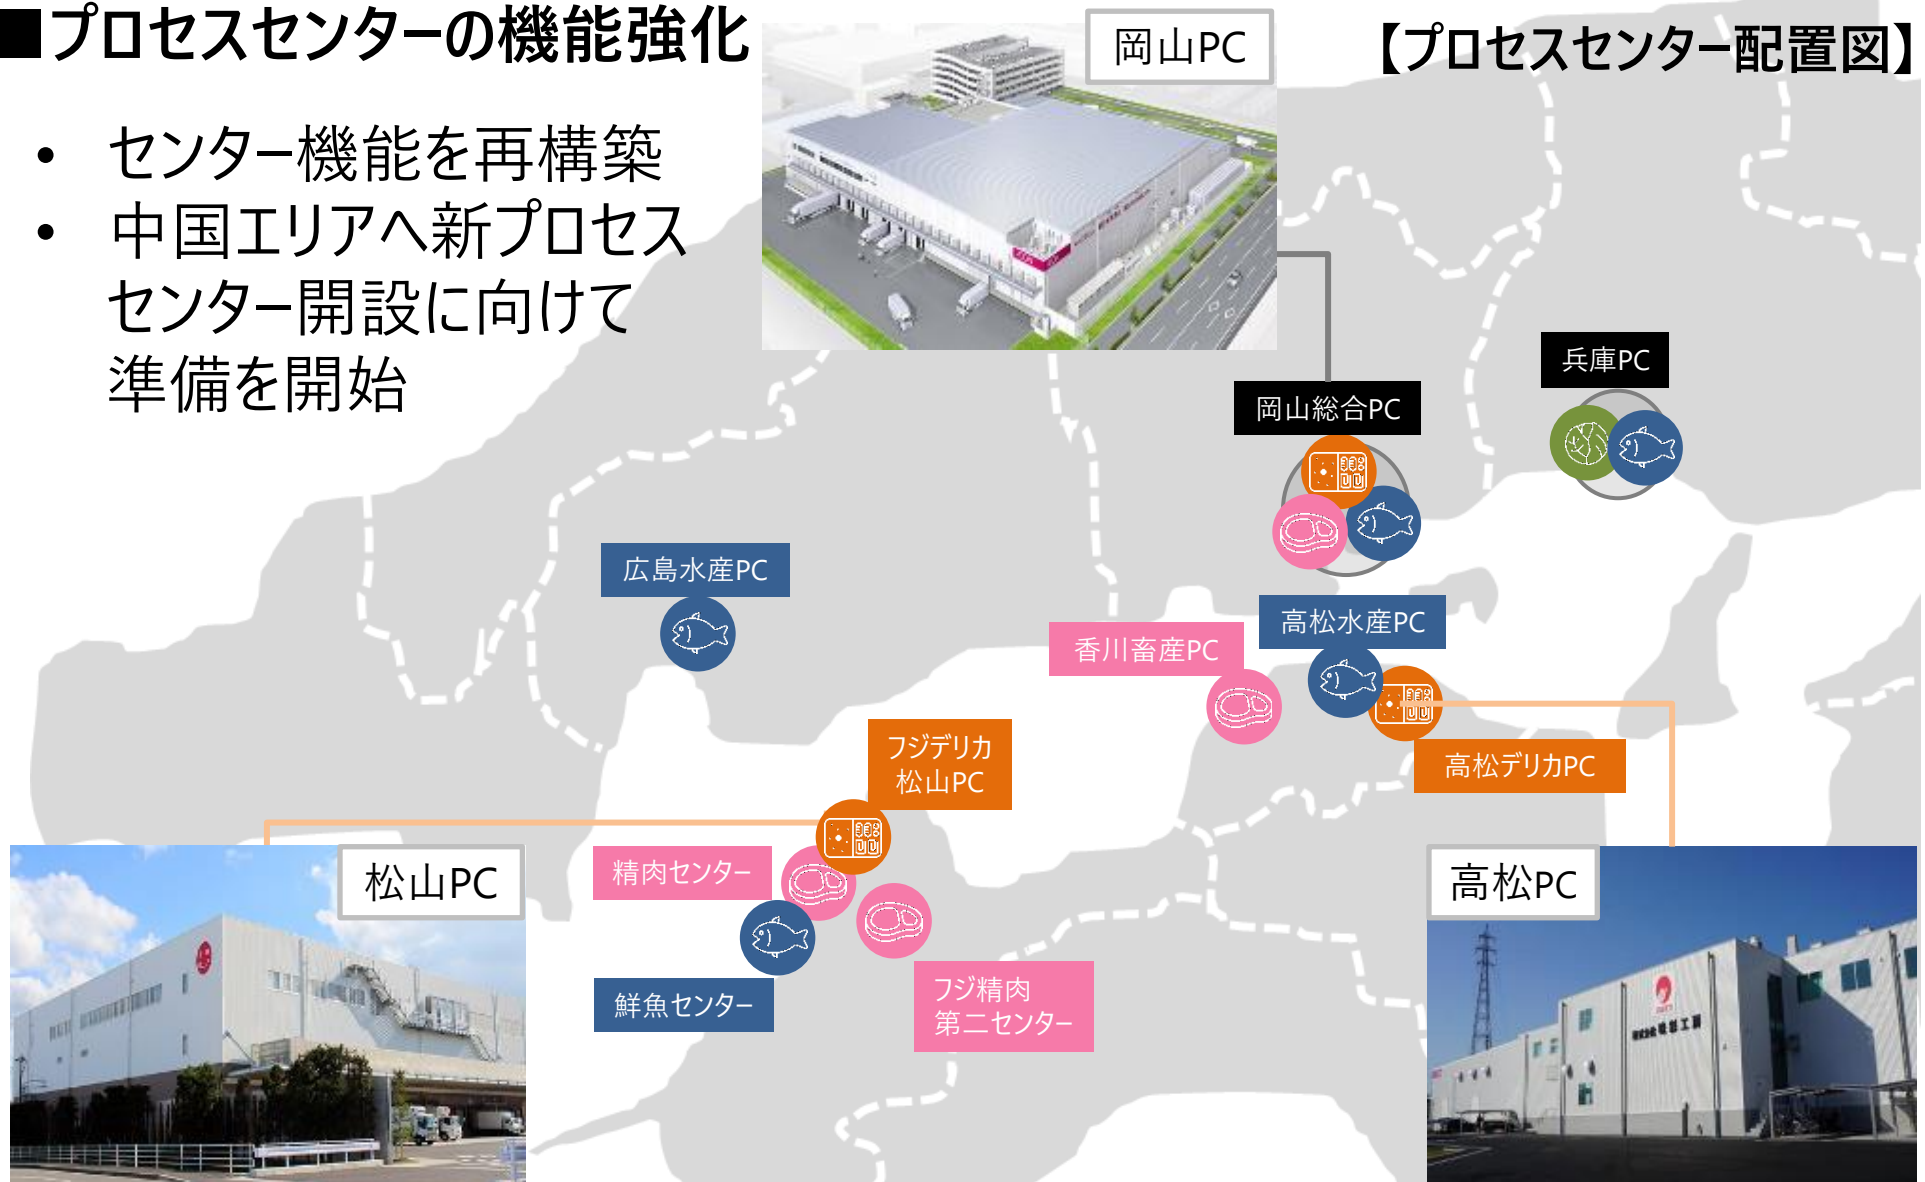 ■プロセスセンターの機能強化
岡山PC
【プロセスセンター配置図】
• センター機能を再構築
• 中国エリアへ新プロセス
センター開設に向けて
準備を開始
兵庫PC
岡山総合PC
広島水産PC
高松水産PC
香川畜産PC
フジデリカ
松山PC
高松デリカPC
精肉センター
松山PC
高松PC
フジ精肉
第二センター
鮮魚センター